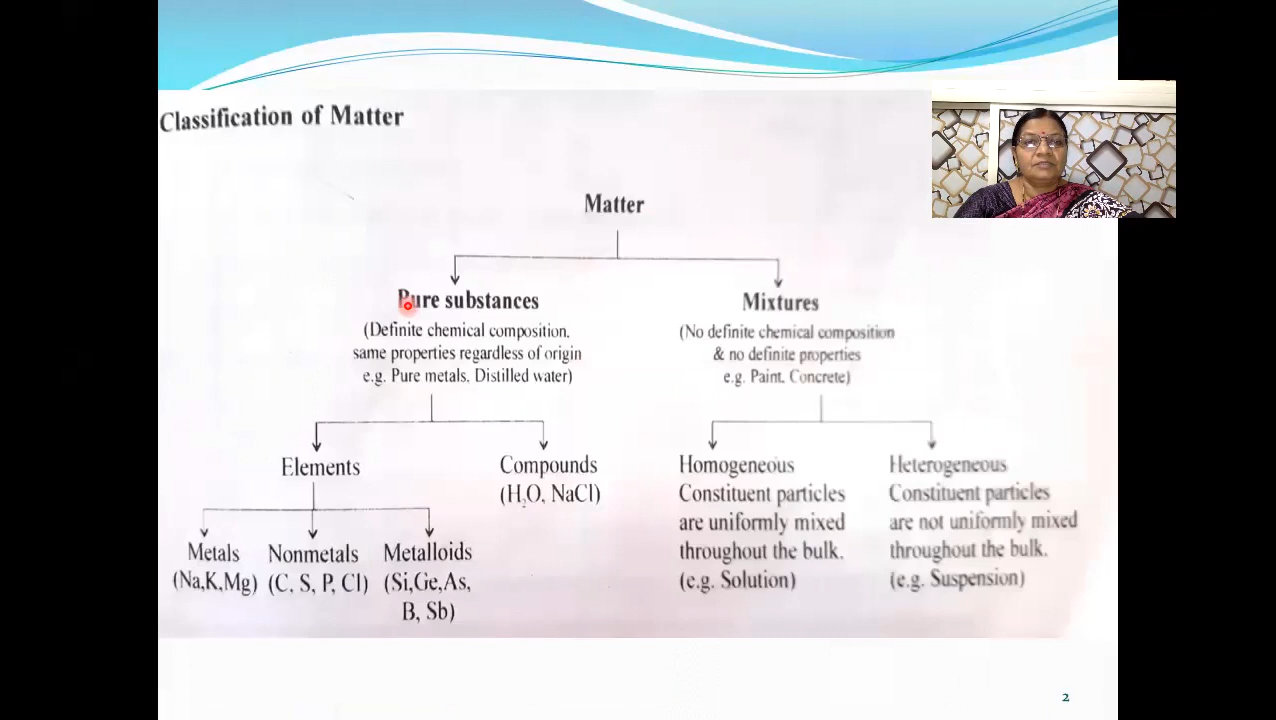 Classification of Matter
Matter
Pure substances
(Definite chemical composition.
same properties regardless of origin
e.g. Pure metals. Distilled water)
Mixtures
(No definite chemical composition
& no definite properties
e.g. Paint. Concrete)
Elements
Compounds
(H₂O, NaCl)
Metals
(Na,K,Mg)
Nonmetals
(C, S, P, Cl)
Metalloids
(Si,Ge,As,
B, Sb)
Homogeneous
Constituent particles
are uniformly mixed
throughout the bulk.
(e.g. Solution)
Heterogeneous
Constituent particles
are not uniformly mixed
throughout the bulk.
(e.g. Suspension)
2